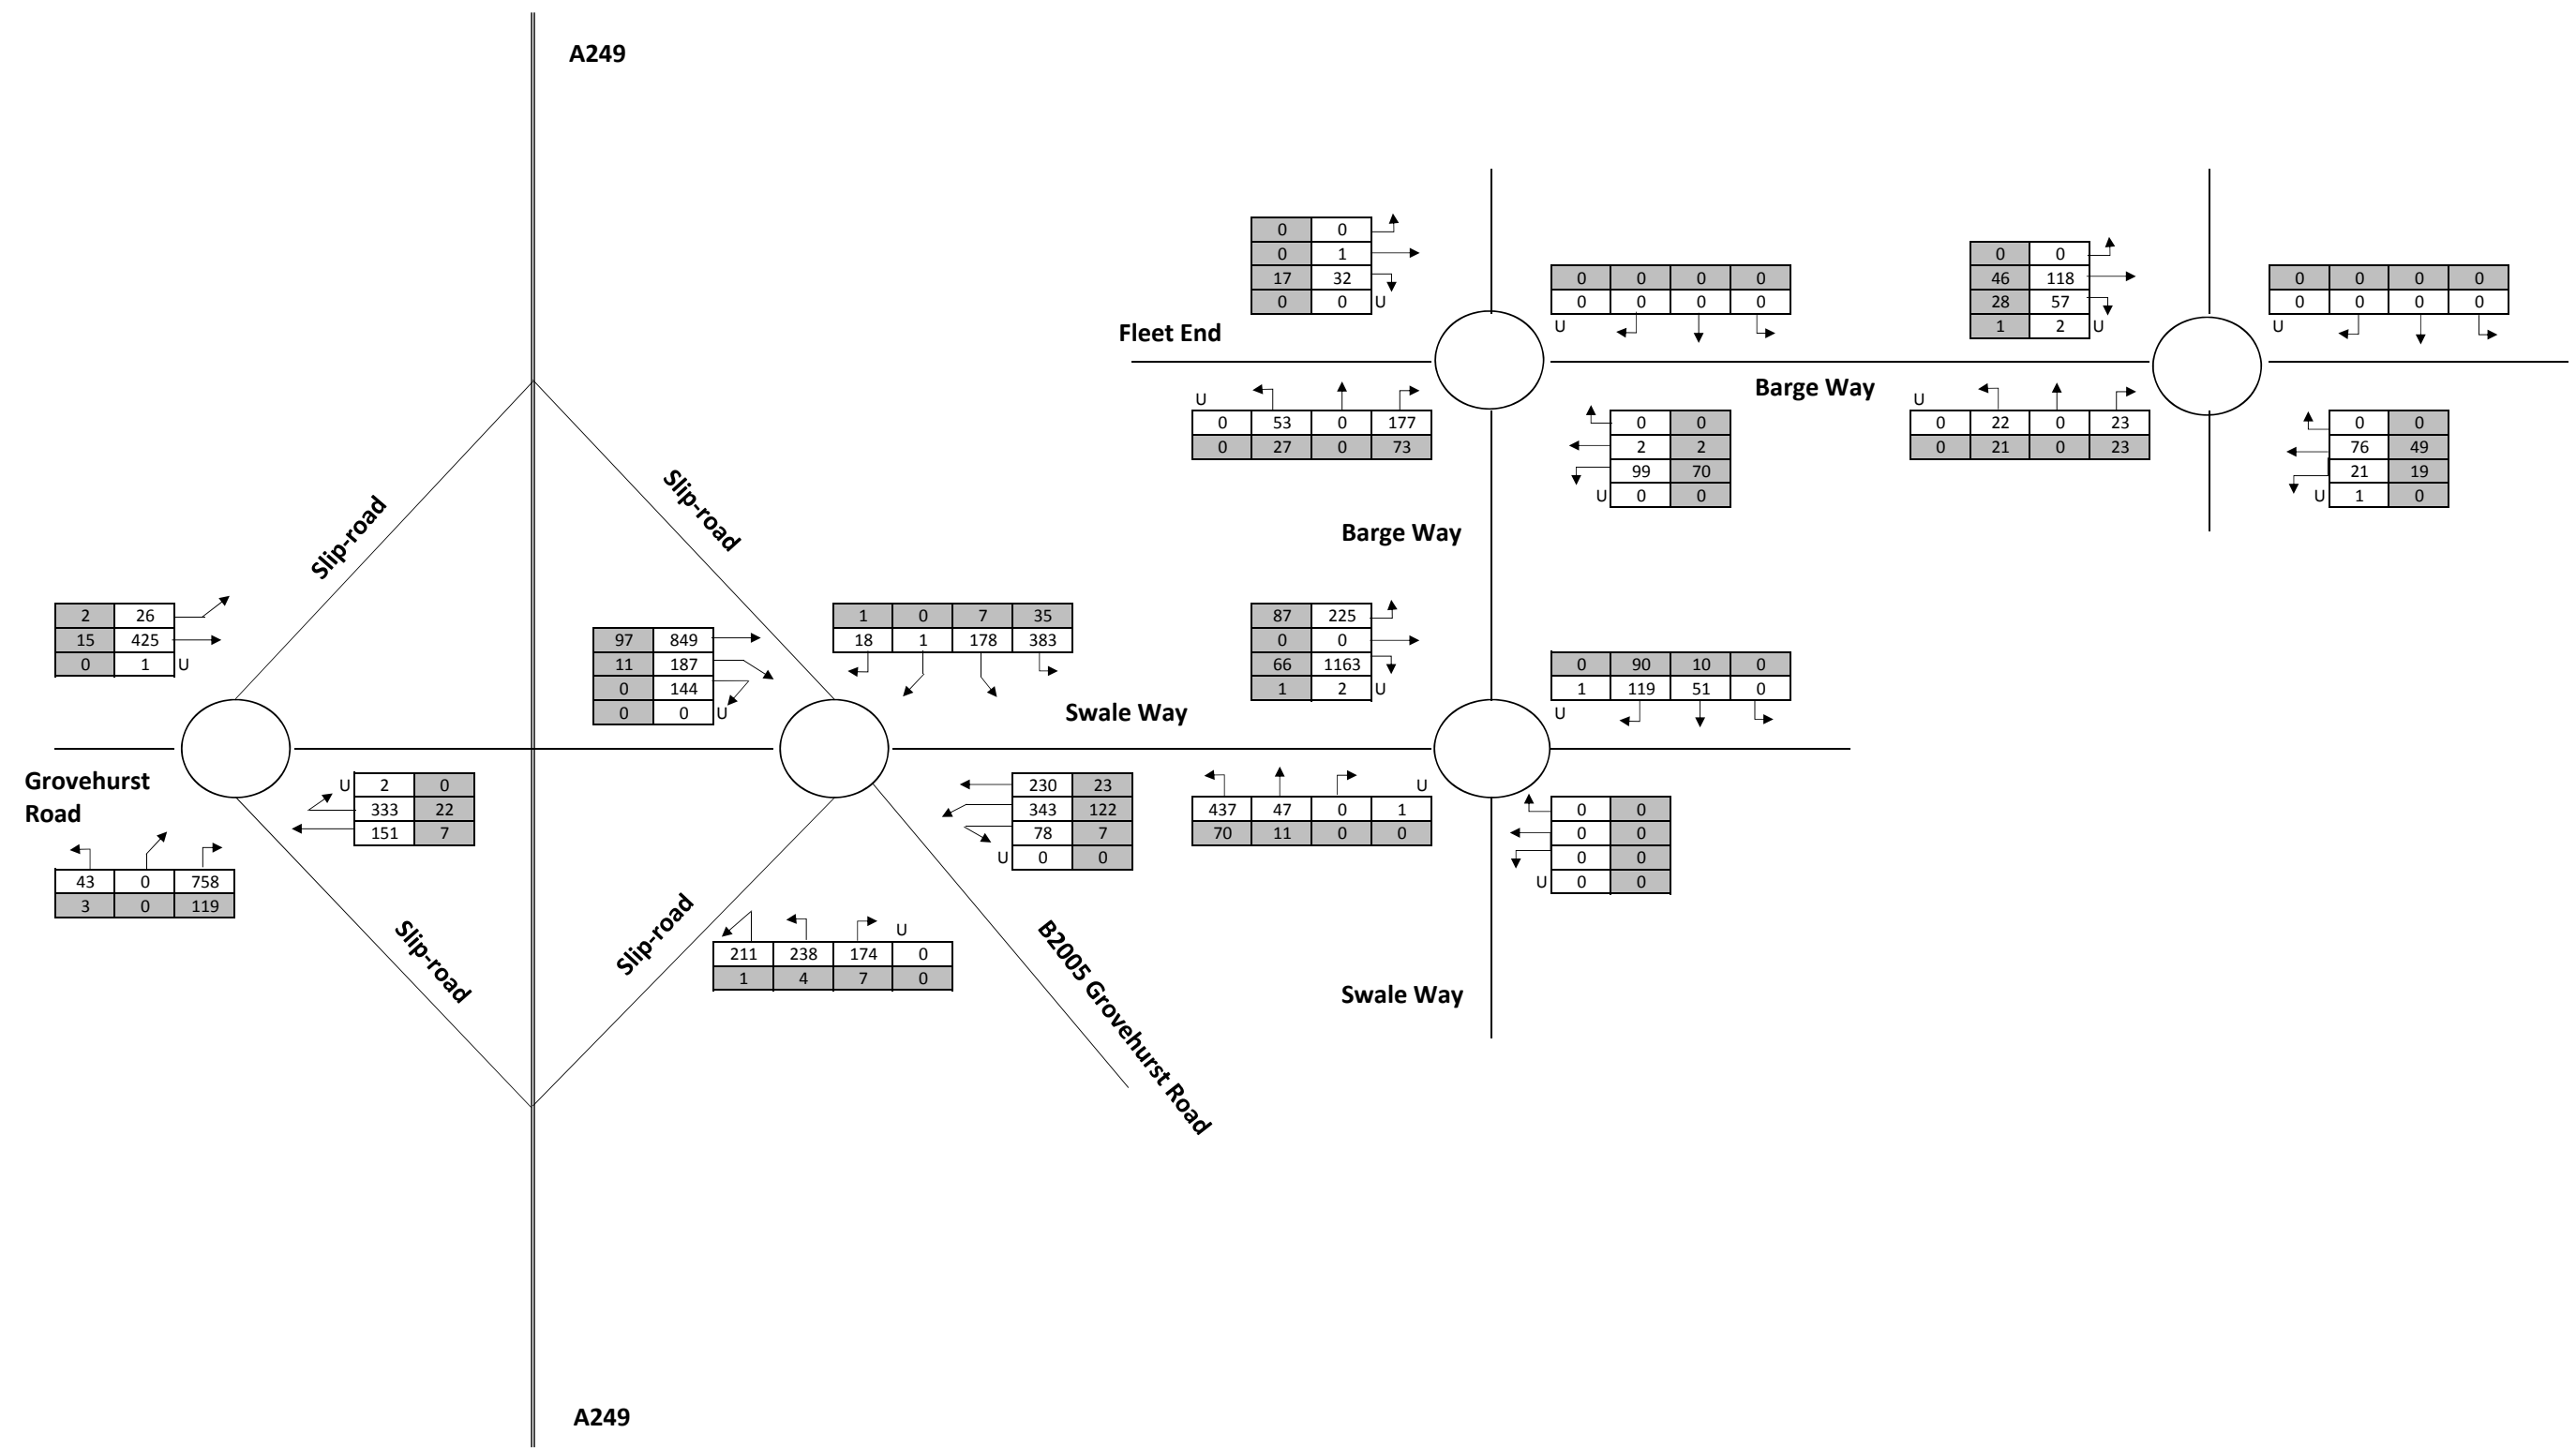 A249
0 0
0 1
17 32
0 0 U
0 0 0 0
0 0 0 0
U
0 0
46 118
28 57
1 2 U
0 0 0 0
0 0 0 0
U
Fleet End
Barge Way
U
0 53 0 177
0 27 0 73
0 0
2 2
99 70
U 0 0
U
0 22 0 23
0 21 0 23
0 0
76 49
21 19
U 1 0
Slip-road
Slip-road
Barge Way
2 26
15 425
0 1 U
97 849
11 187
0 144
0 0 U
1 0 7 35
18 1 178 383
87 225
0 0
66 1163
1 2 U
0 90 10 0
1 119 51 0
U
Swale Way
Grovehurst
Road
U 2 0
333 22
151 7
230 23
343 122
78 7
U 0 0
U
437 47 0 1
70 11 0 0
0 0
0 0
0 0
U 0 0
43 0 758
3 0 119
Slip-road
Slip-road
U
211 238 174 0
1 4 7 0
B2005 Grovehurst Road
Swale Way
A249